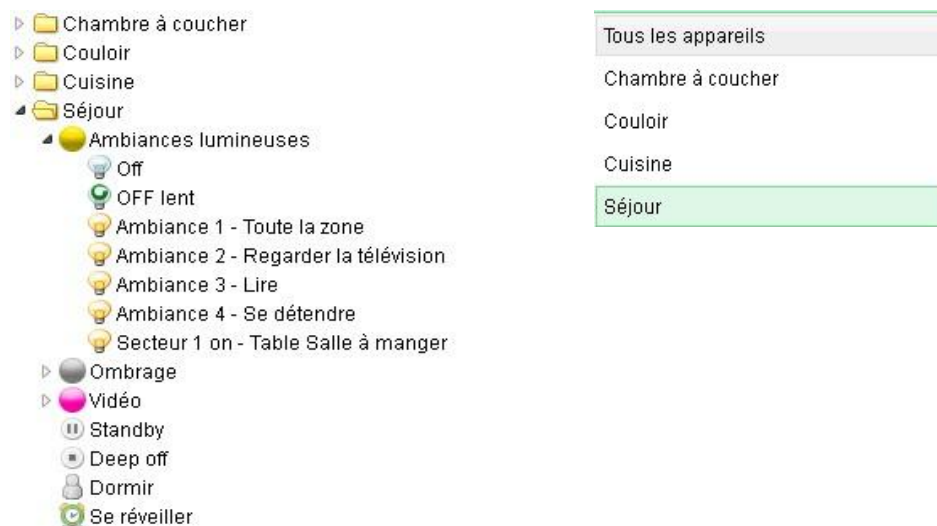 Chambre à coucher
Couloir
Cuisine
Séjour
Ambiances lumineuses
Off
OFF lent
Ambiance 1 - Toute la zone
Ambiance 2 - Regarder la télévision
Ambiance 3 - Lire
Ambiance 4 - Se détendre
Secteur 1 on - Table Salle à manger
Ombrage
Vidéo
Standby
Deep off
Dormir
Se réveiller
Tous les appareils
Chambre à coucher
Couloir
Cuisine
Séjour